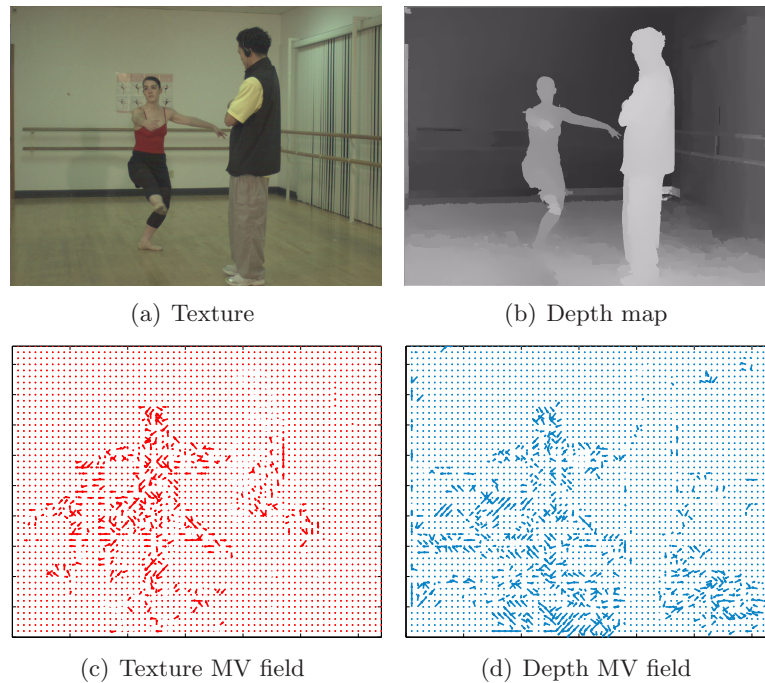 (a) Texture
(b) Depth map
(c) Texture MV field
(d) Depth MV field